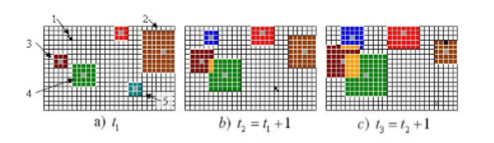 1
2
3
4
5
a) t₁
b) t₂ = t₁ + 1
c) t₃ = t₂ + 1